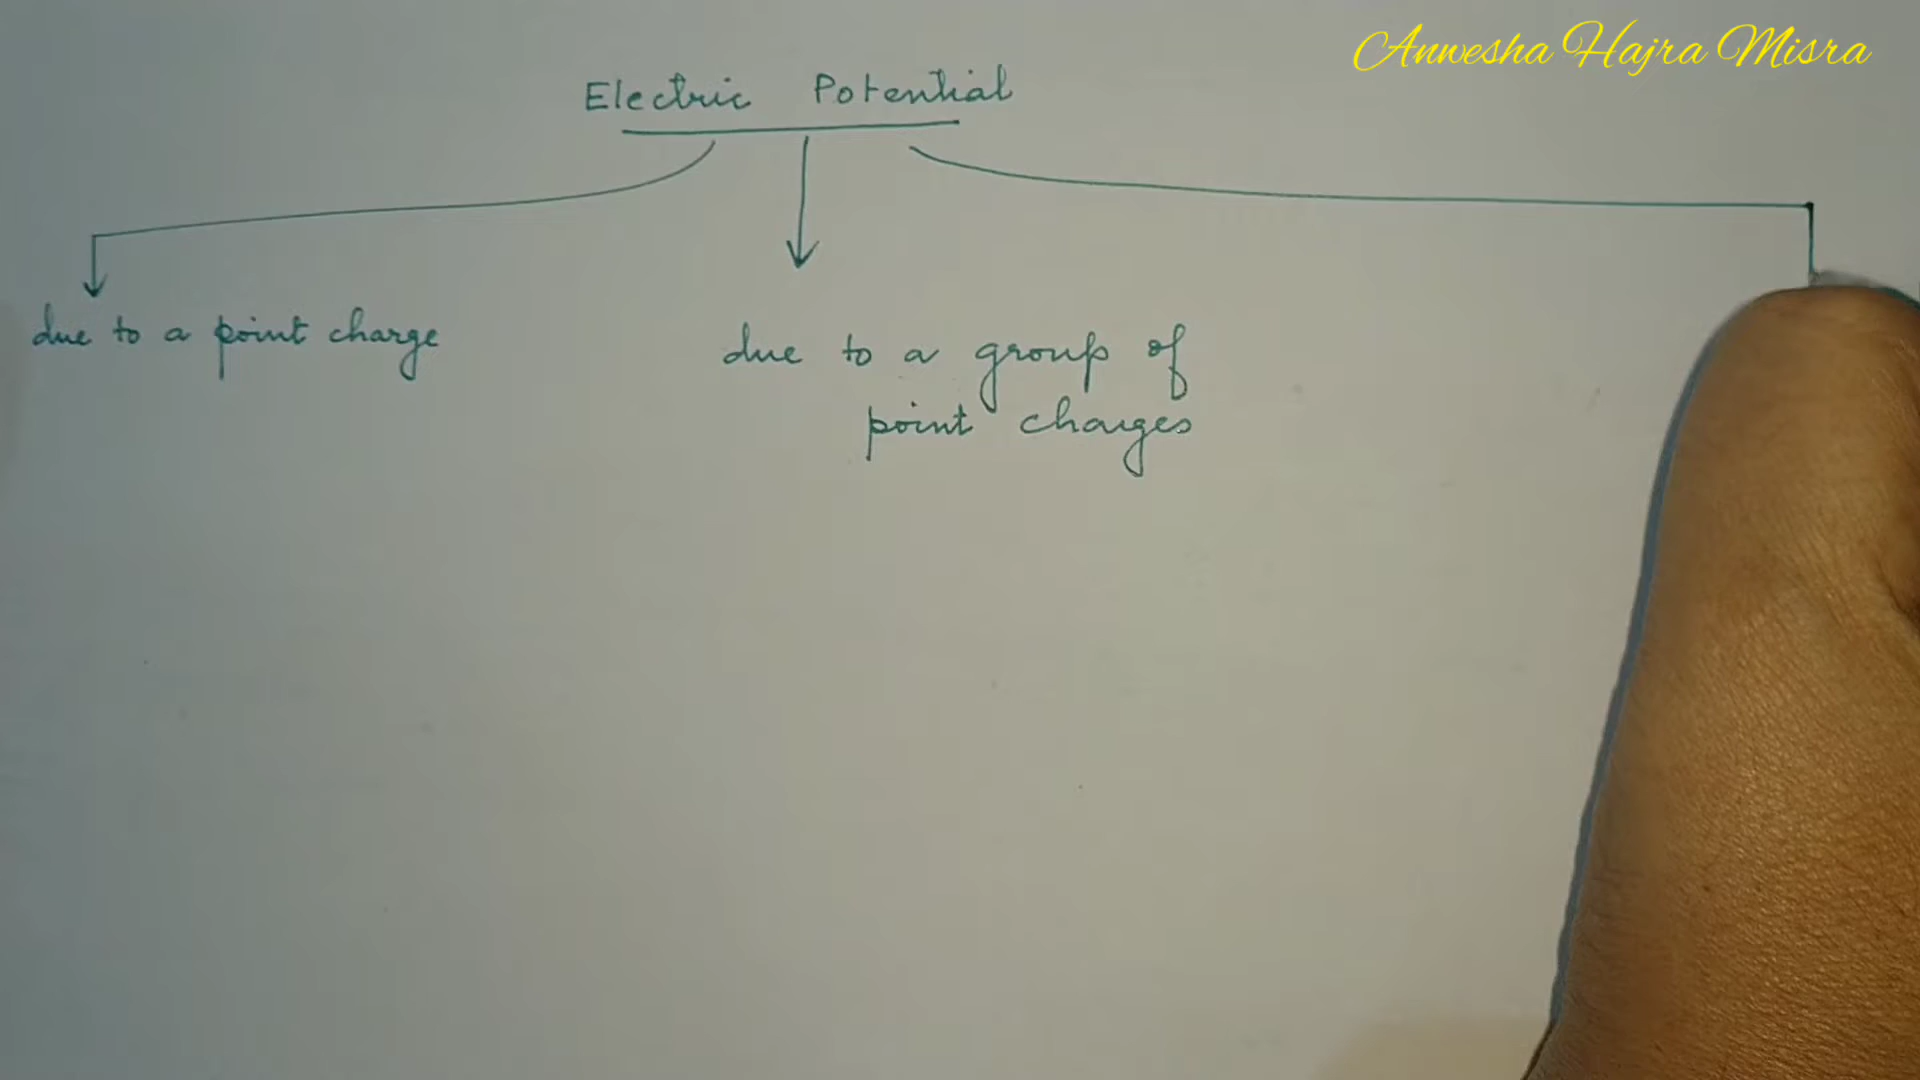 Anwesha Hajra Misra
Electric Potential
due to a point charge
due to a group of
point charges